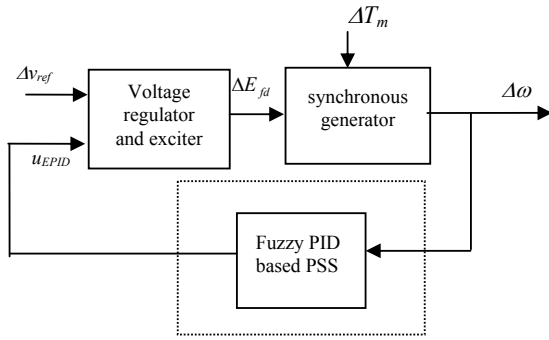 ΔT_m
Δv_ref
Voltage
regulator
and exciter
ΔE_fd
synchronous
generator
Δω
u_EPID
Fuzzy PID
based PSS